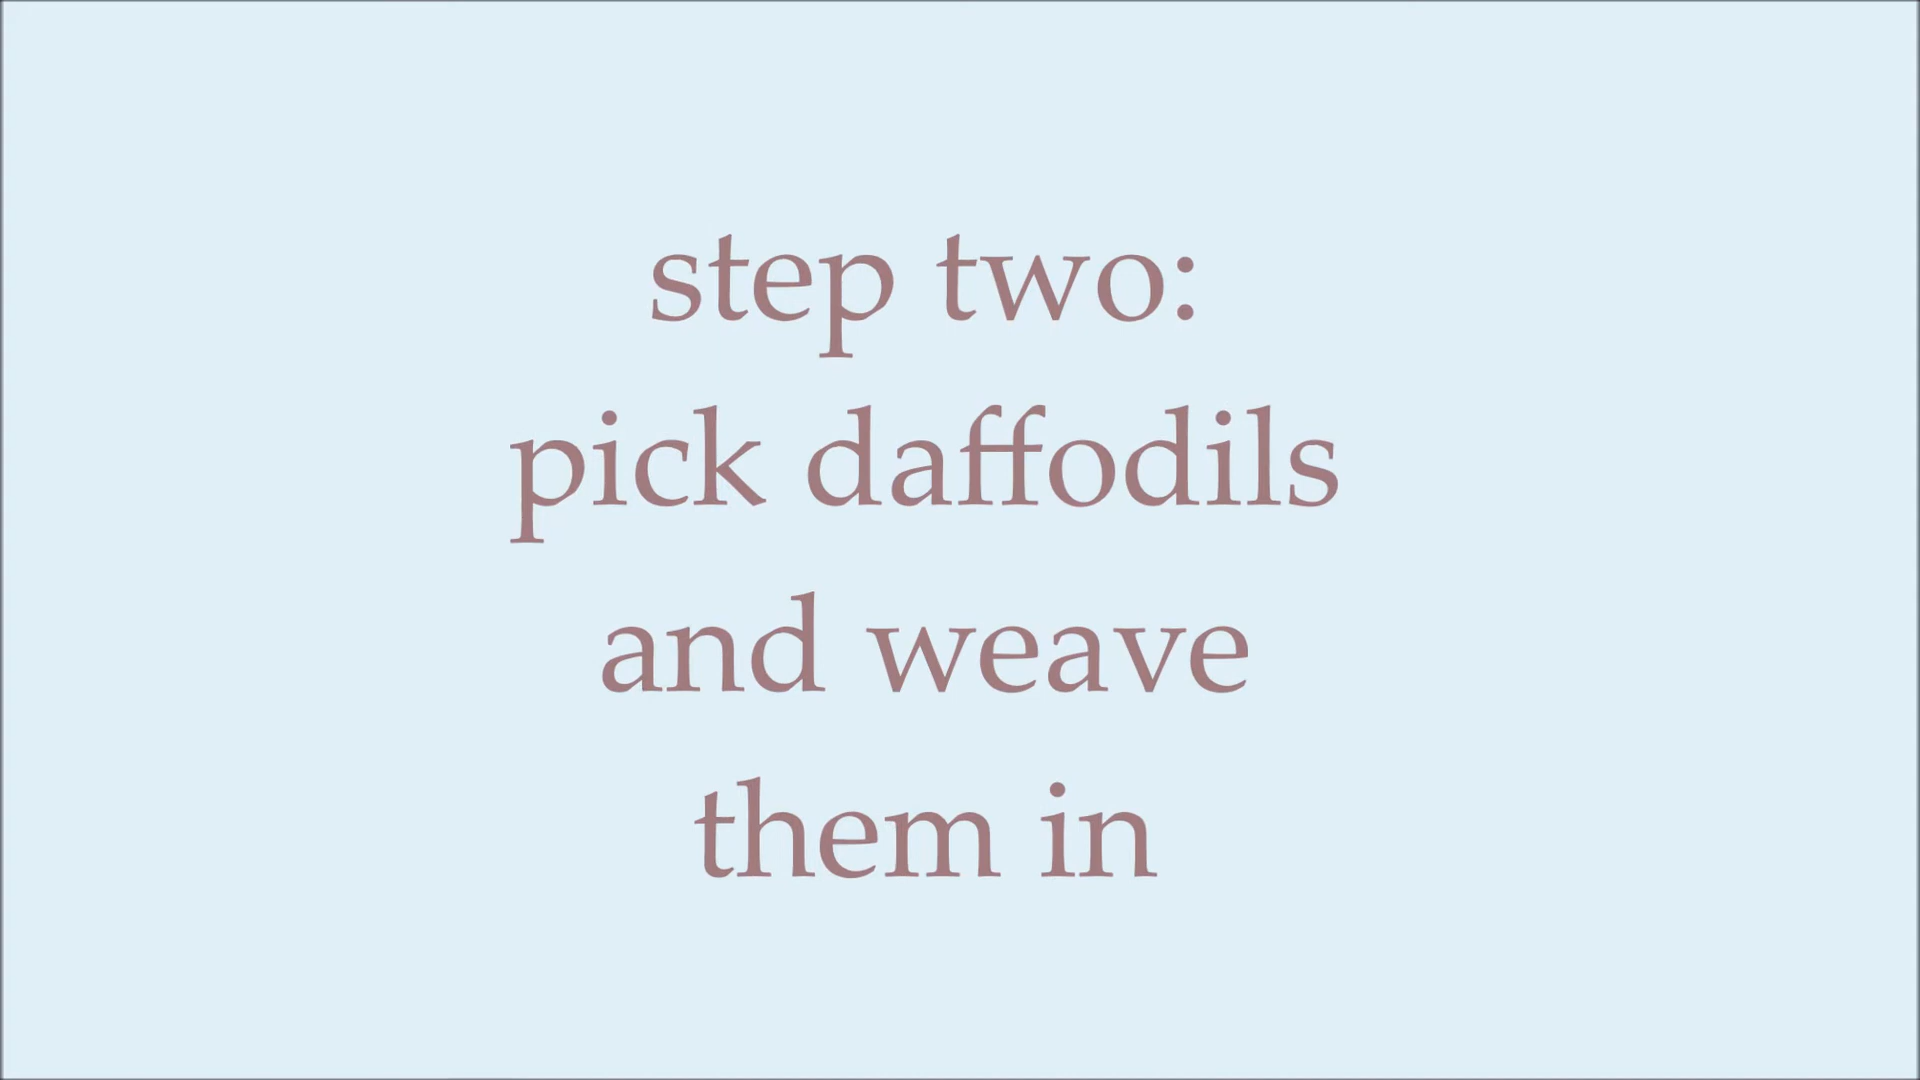 step two:
pick daffodils
and weave
them in